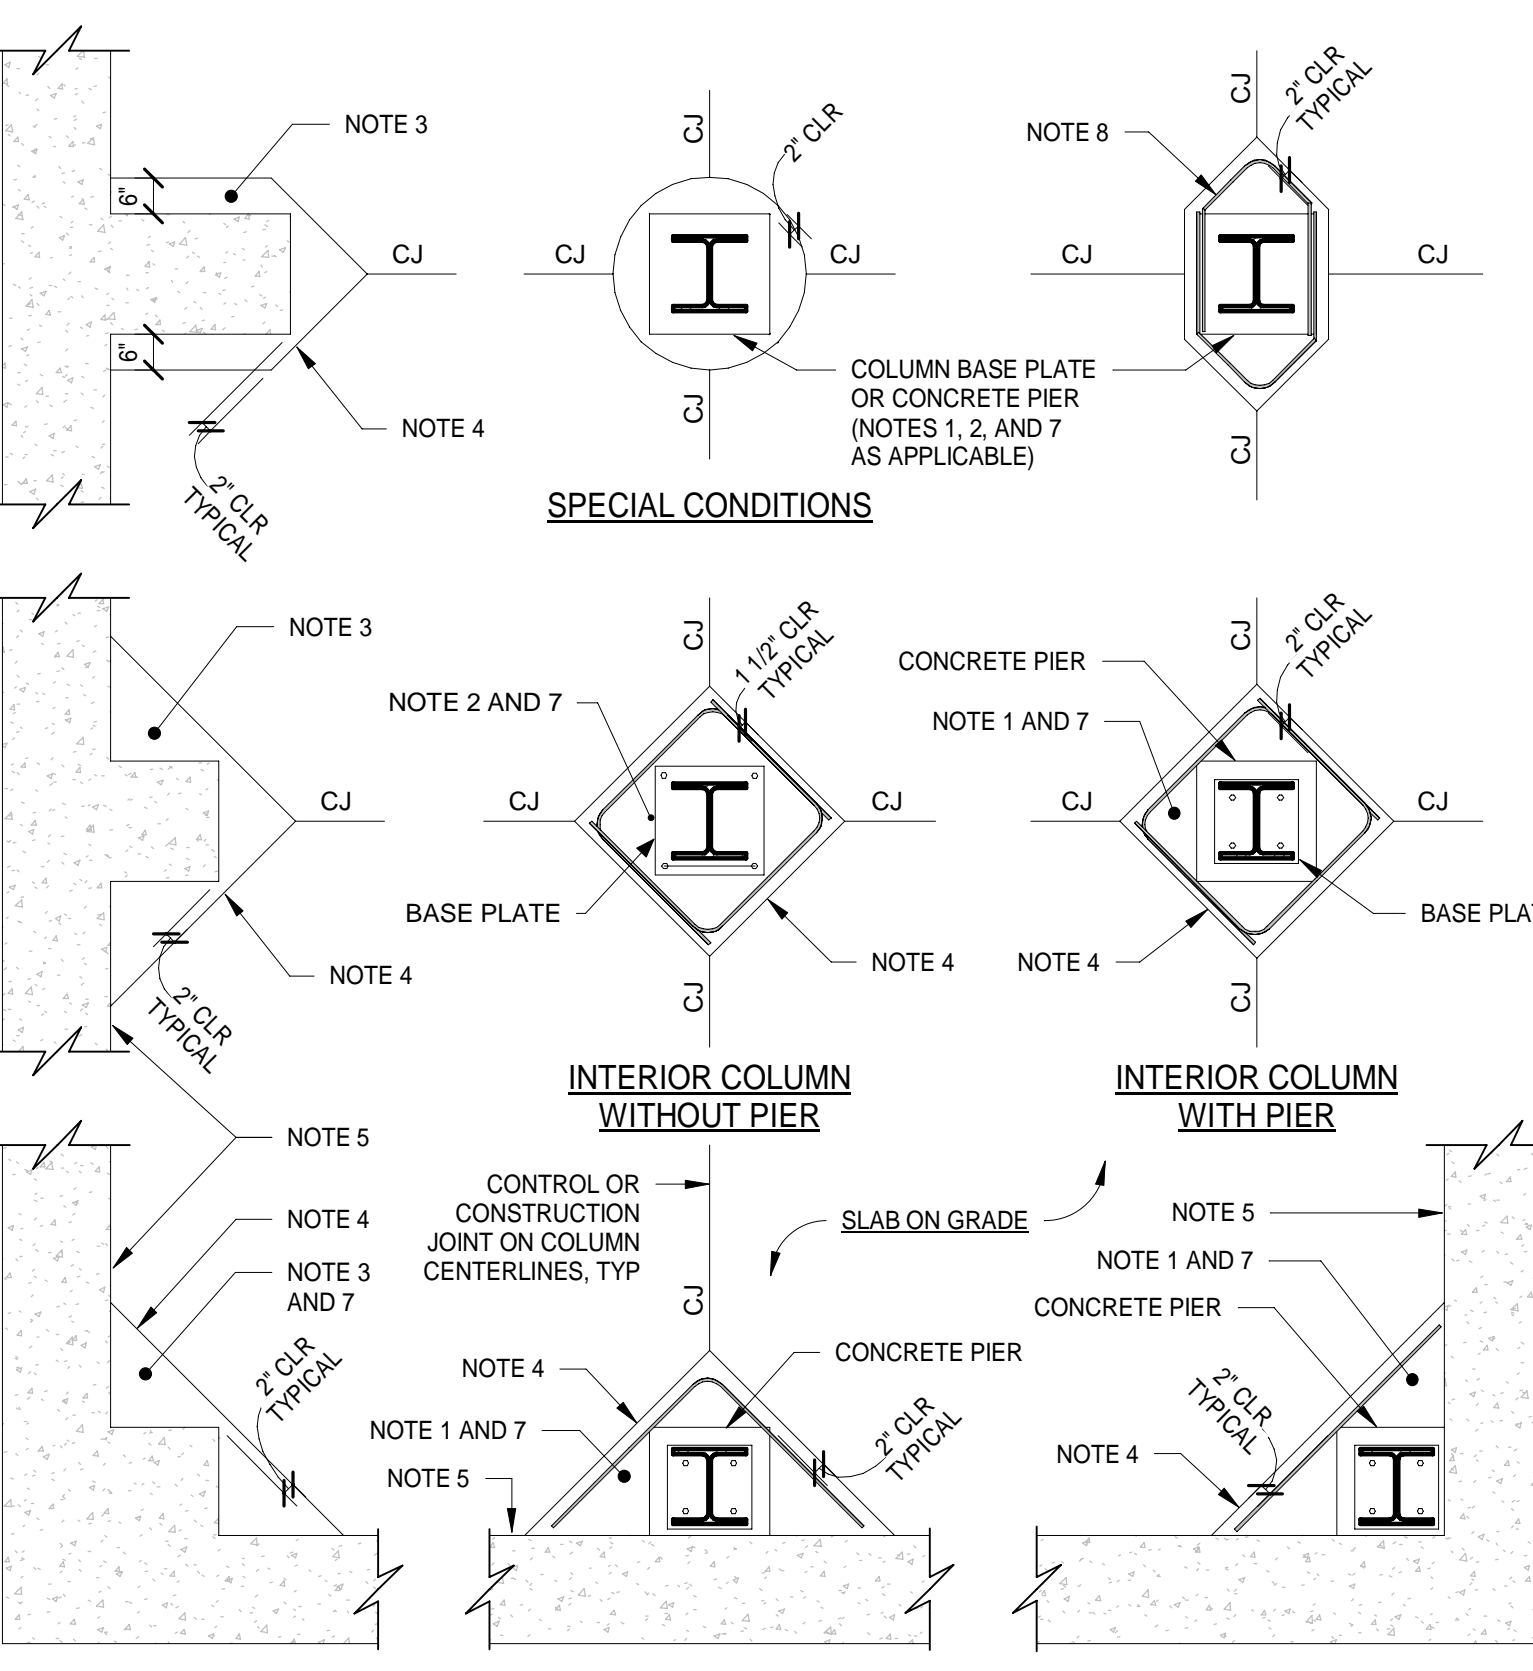 NOTE 3
6"
CJ
6"
NOTE 4
2" CLR
TYPICAL
CJ
2" CLR
CJ
CJ
CJ
COLUMN BASE PLATE
OR CONCRETE PIER
(NOTES 1, 2, AND 7
AS APPLICABLE)
CJ
2" CLR
TYPICAL
NOTE 8
CJ
CJ
CJ
SPECIAL CONDITIONS
NOTE 3
CJ
NOTE 4
2" CLR
TYPICAL
CJ
1 1/2" CLR
TYPICAL
NOTE 2 AND 7
CJ
CJ
BASE PLATE
NOTE 4
CJ
INTERIOR COLUMN
WITHOUT PIER
CJ
2" CLR
TYPICAL
CONCRETE PIER
NOTE 1 AND 7
CJ
CJ
BASE PLA
NOTE 4
CJ
INTERIOR COLUMN
WITH PIER
NOTE 5
NOTE 4
NOTE 3
AND 7
2" CLR
TYPICAL
CONTROL OR
CONSTRUCTION
JOINT ON COLUMN
CENTERLINES, TYP
SLAB ON GRADE
CJ
NOTE 4
CONCRETE PIER
NOTE 1 AND 7
NOTE 5
2" CLR
TYPICAL
NOTE 5
NOTE 1 AND 7
CONCRETE PIER
2" CLR
TYPICAL
NOTE 4